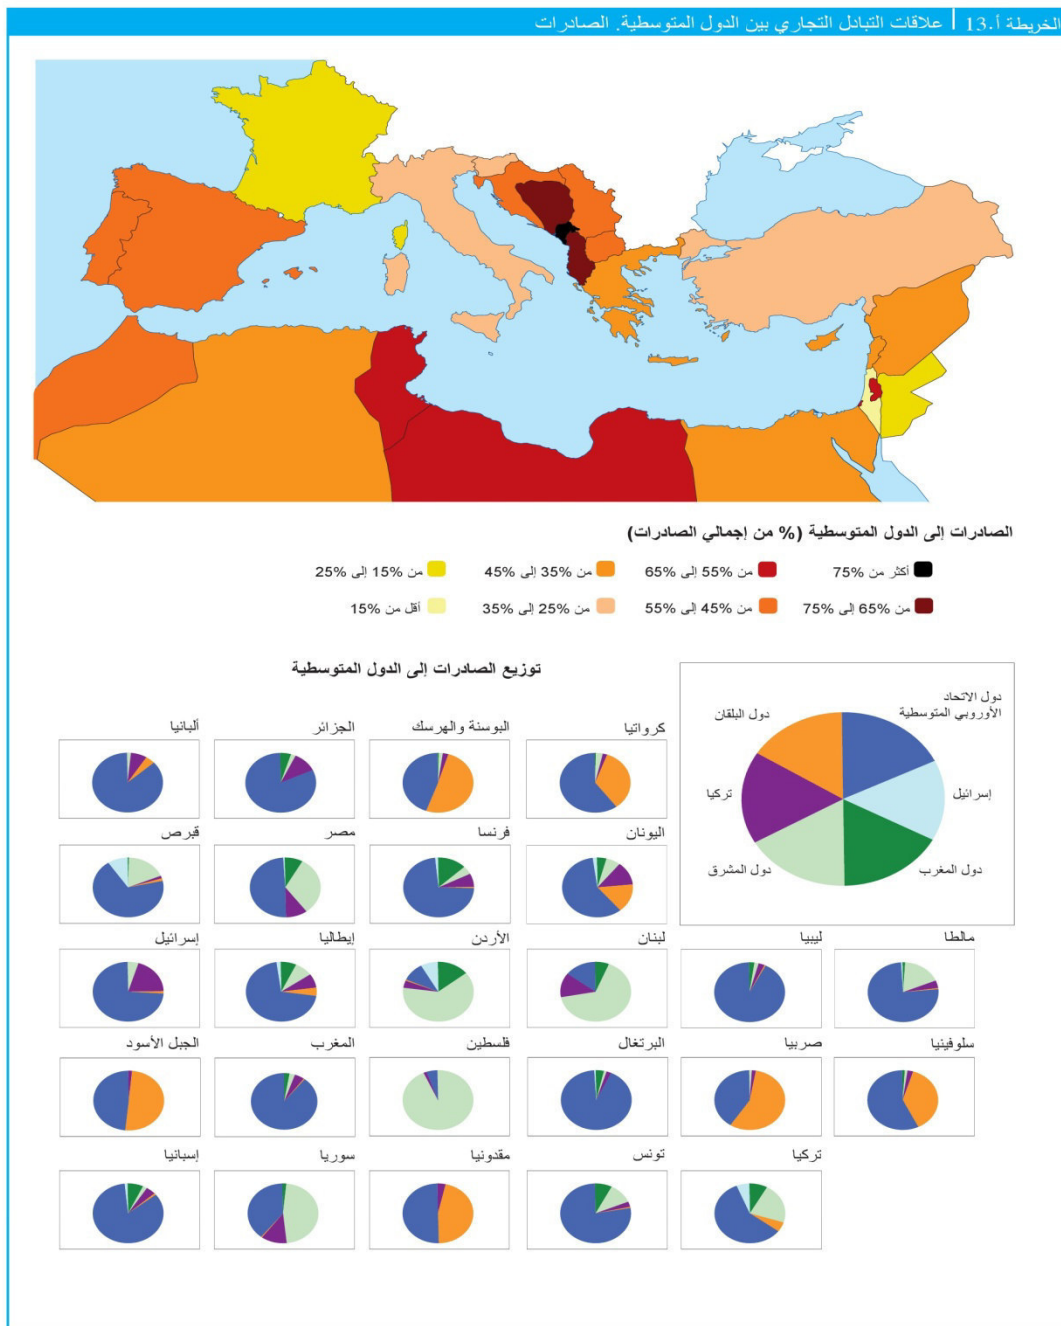 الخريطة أ.13 | علاقات التبادل التجاري بين الدول المتوسطية. الصادرات
الصادرات إلى الدول المتوسطية (% من إجمالي الصادرات)
أكثر من 75%
من 55% إلى 65%
من 35% إلى 45%
من 15% إلى 25%
من 65% إلى 75%
من 45% إلى 55%
من 25% إلى 35%
أقل من 15%
توزيع الصادرات إلى الدول المتوسطية
دول الاتحاد
الأوروبي المتوسطية
دول البلقان
إسرائيل
تركيا
دول المغرب
دول المشرق
كرواتيا
البوسنة والهرسك
الجزائر
ألبانيا
اليونان
فرنسا
مصر
قبرص
مالطا
ليبيا
لبنان
الأردن
إيطاليا
إسرائيل
سلوفينيا
صربيا
البرتغال
فلسطين
المغرب
الجبل الأسود
تركيا
تونس
مقدونيا
سوريا
إسبانيا